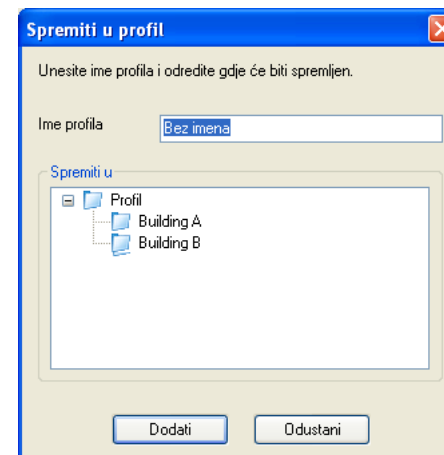 Spremiti u profil
Unesite ime profila i odredite gdje će biti spremljen.
Ime profila
Bez imena
Spremiti u
Profil
Building A
Building B
Dodati
Odustani